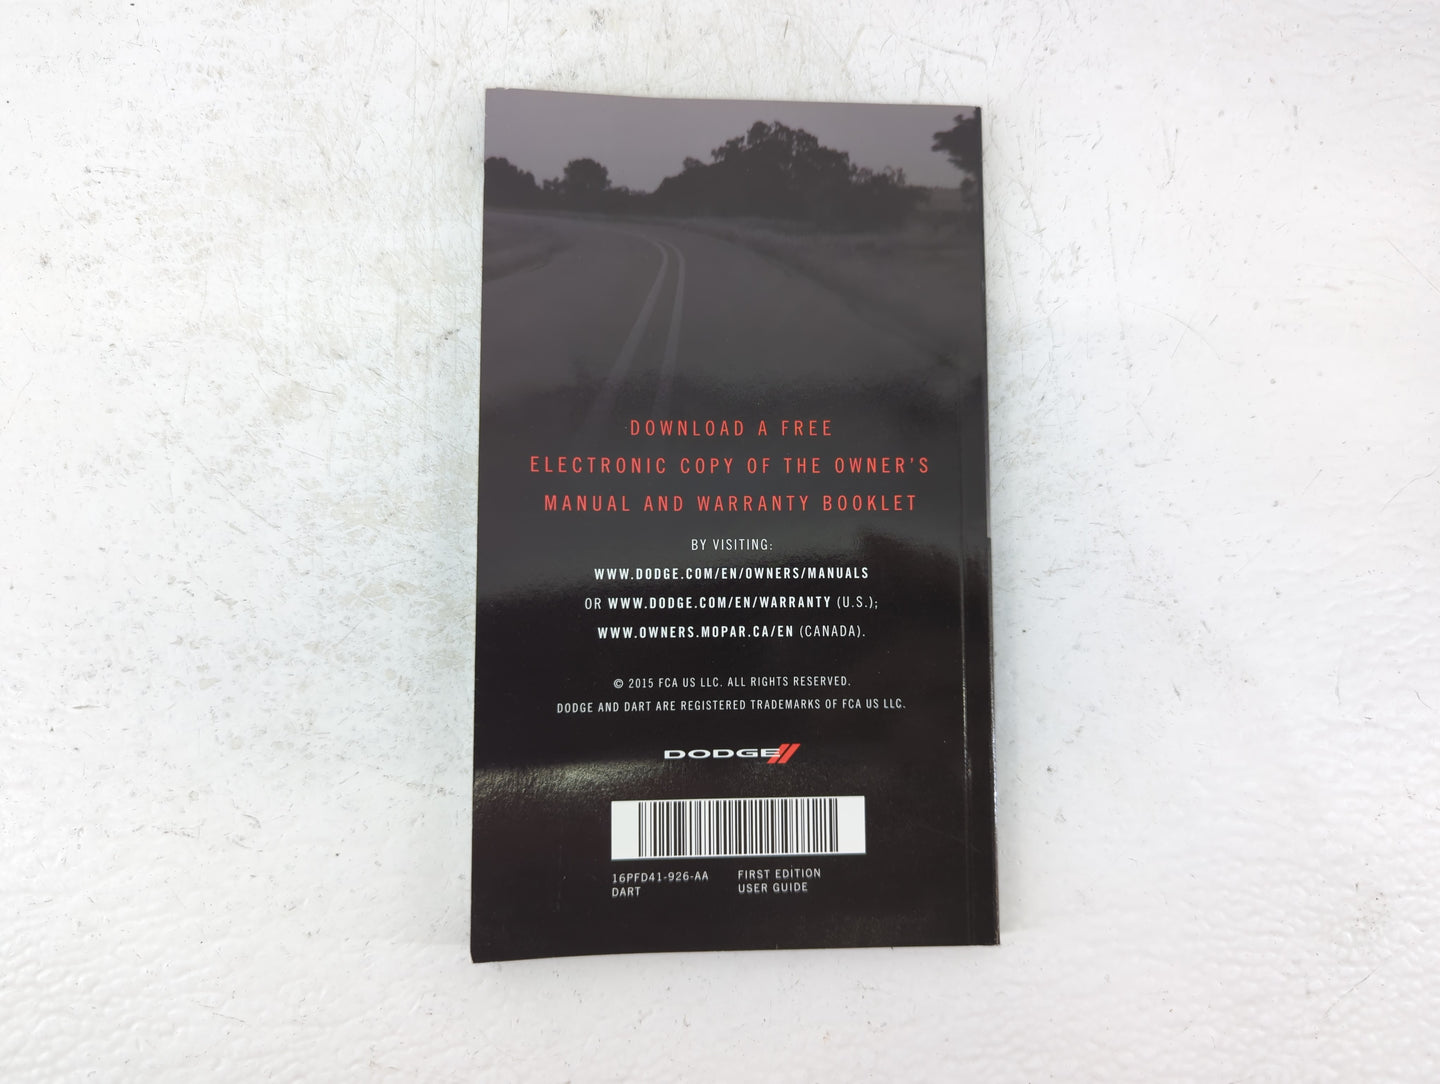 DOWNLOAD A FREE
ELECTRONIC COPY OF THE OWNER'S
MANUAL AND WARRANTY BOOKLET
BY VISITING:
WWW.DODGE.COM/EN/OWNERS/MANUALS
OR WWW.DODGE.COM/EN/WARRANTY (U.S.);
WWW.OWNERS.MOPAR.CA/EN (CANADA).
© 2015 FCA US LLC. ALL RIGHTS RESERVED.
DODGE AND DART ARE REGISTERED TRADEMARKS OF FCA US LLC.
DODGE
16PFD41-926-AA FIRST EDITION
DART USER GUIDE